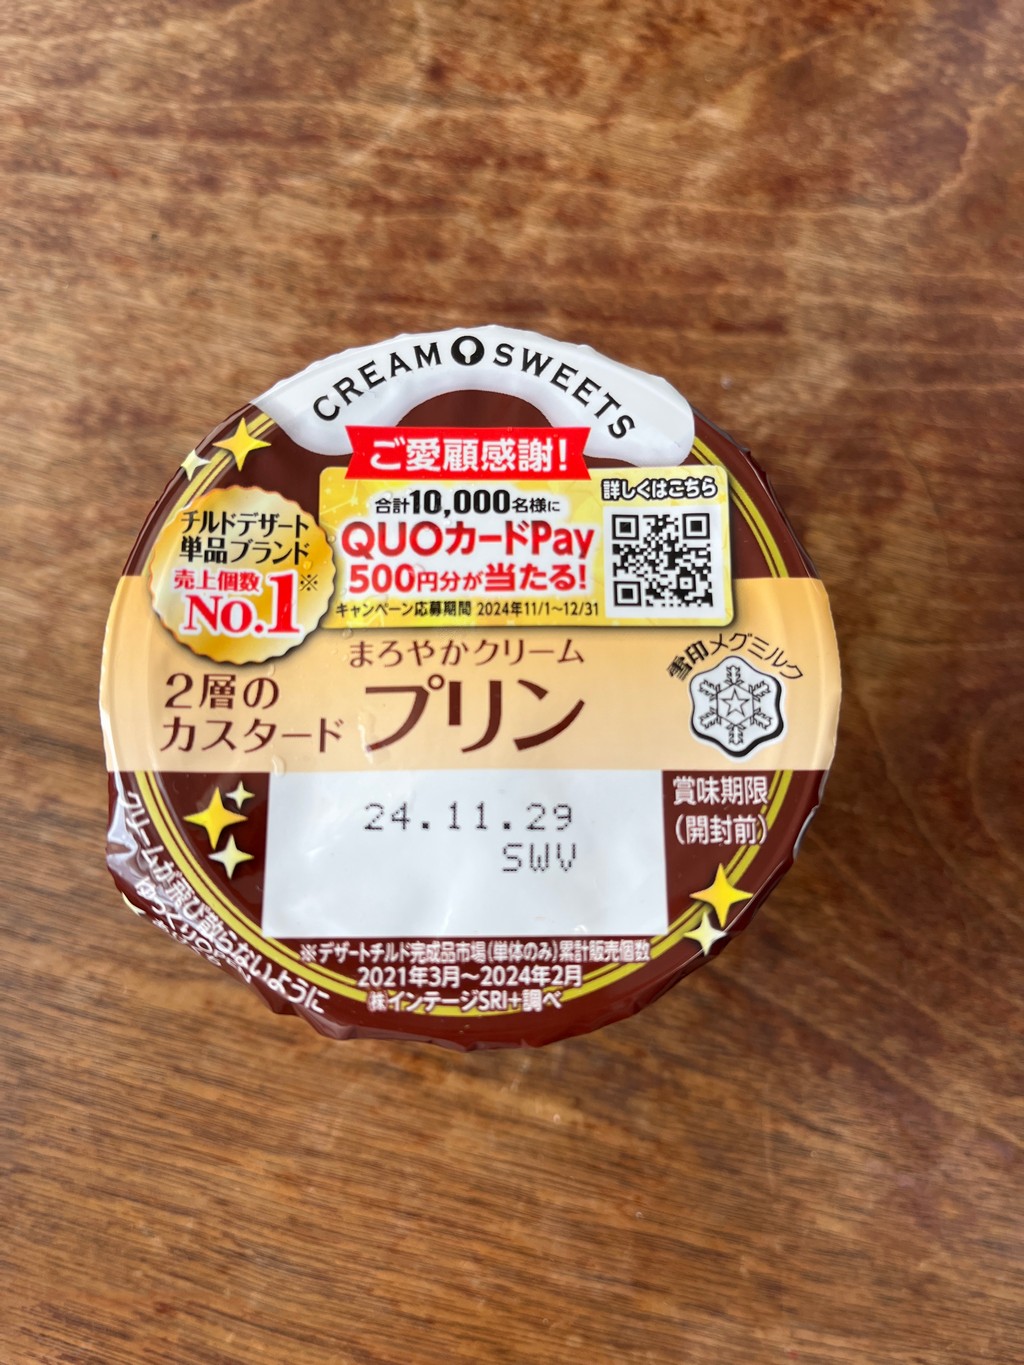 CREAM SWEETS
ご愛顧感謝!
合計10,000名様に
QUOカードPay
500円分が当たる!
キャンペーン応募期間 2024年11/1~12/31
詳しくはこちら
チルドデザート
単品ブランド
売上個数※
No.1
まろやかクリーム
2層の
カスタード
プリン
雪印メグミルク
24.11.29
SWV
賞味期限
(開封前)
※デザートチルド完成品市場(単体のみ)累計販売個数
2021年3月～2024年2月
㈱インテージSRI+調べ
クリームが飛び散らないように
ゆっくり